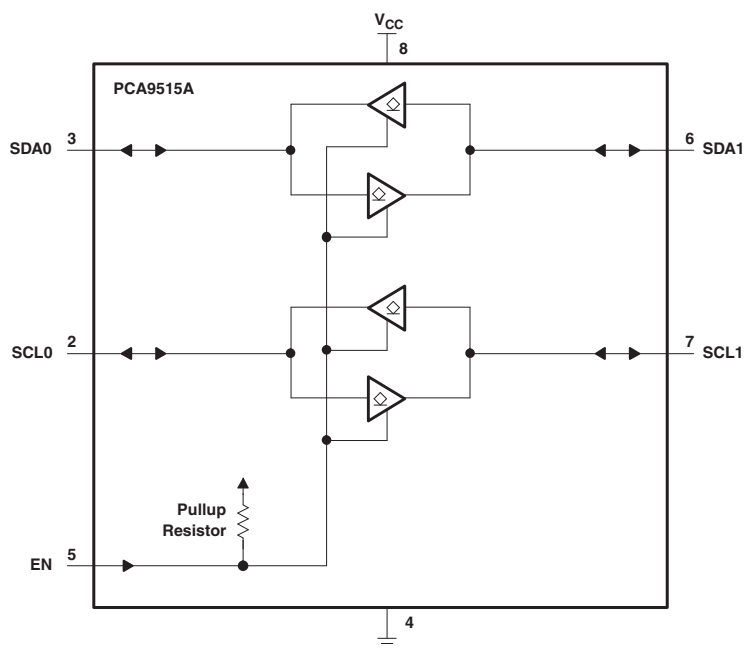 VCC
8
PCA9515A
3
6
SDA0
SDA1
2
7
SCL0
SCL1
Pullup
Resistor
5
EN
4